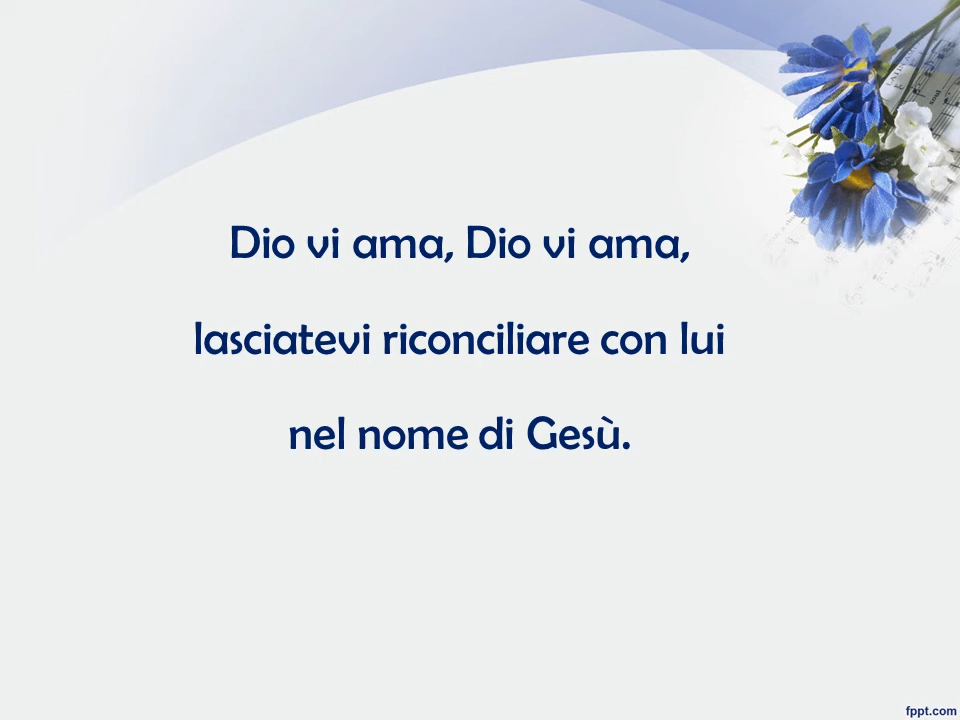 Dio vi ama, Dio vi ama,
lasciatevi riconciliare con lui
nel nome di Gesù.
fppt.com